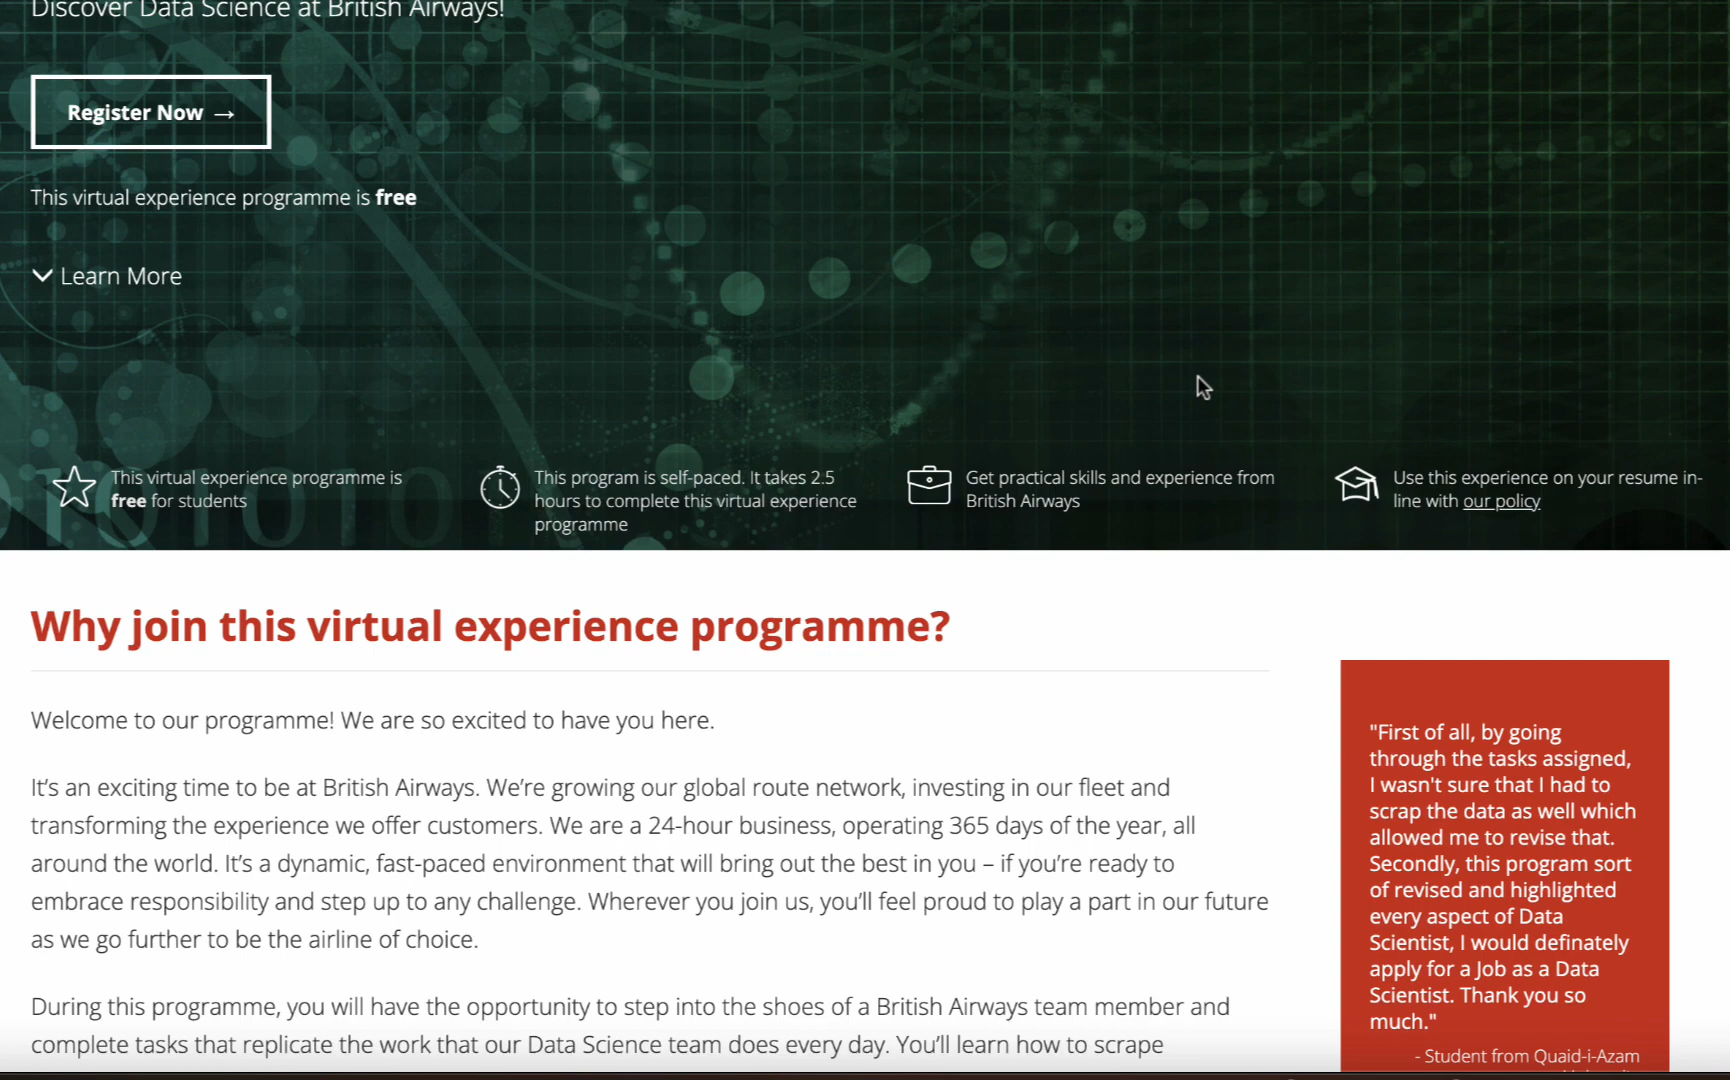 Discover Data Science at British Airways!
Register Now →
This virtual experience programme is free
Learn More
This virtual experience programme is
free for students
This program is self-paced. It takes 2.5
hours to complete this virtual experience
programme
Get practical skills and experience from
British Airways
Use this experience on your resume in-
line with our policy
Why join this virtual experience programme?
Welcome to our programme! We are so excited to have you here.
It’s an exciting time to be at British Airways. We’re growing our global route network, investing in our fleet and
transforming the experience we offer customers. We are a 24-hour business, operating 365 days of the year, all
around the world. It’s a dynamic, fast-paced environment that will bring out the best in you – if you’re ready to
embrace responsibility and step up to any challenge. Wherever you join us, you’ll feel proud to play a part in our future
as we go further to be the airline of choice.
During this programme, you will have the opportunity to step into the shoes of a British Airways team member and
complete tasks that replicate the work that our Data Science team does every day. You’ll learn how to scrape
"First of all, by going
through the tasks assigned,
I wasn't sure that I had to
scrap the data as well which
allowed me to revise that.
Secondly, this program sort
of revised and highlighted
every aspect of Data
Scientist, I would definately
apply for a Job as a Data
Scientist. Thank you so
much."
- Student from Quaid-i-Azam